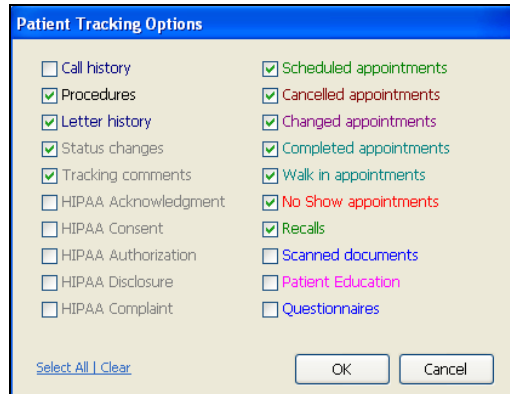 Patient Tracking Options
Call history
Procedures
Letter history
Status changes
Tracking comments
HIPAA Acknowledgment
HIPAA Consent
HIPAA Authorization
HIPAA Disclosure
HIPAA Complaint
Scheduled appointments
Cancelled appointments
Changed appointments
Completed appointments
Walk in appointments
No Show appointments
Recalls
Scanned documents
Patient Education
Questionnaires
Select All | Clear
OK
Cancel